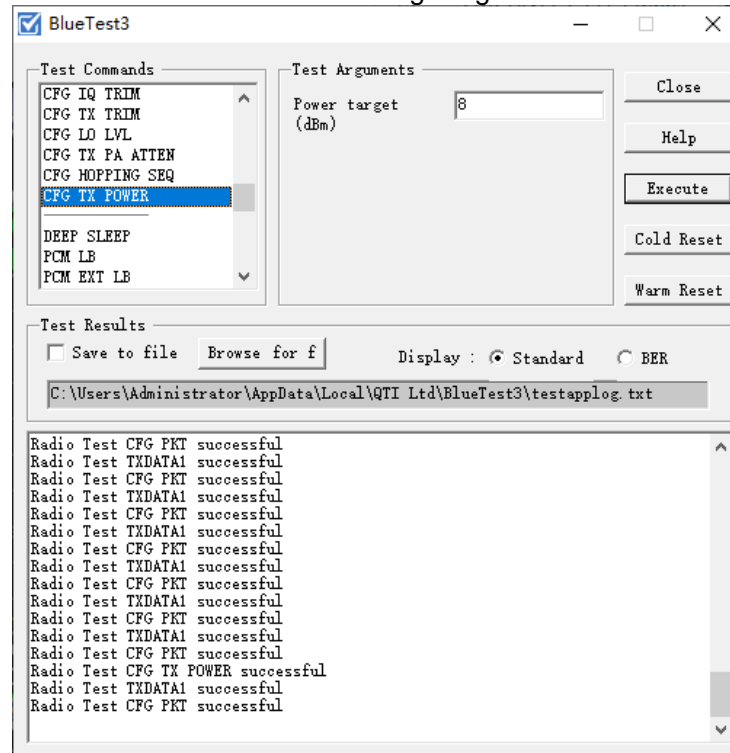 BlueTest3
Test Commands
CFG IQ TRIM
CFG TX TRIM
CFG LO LVL
CFG TX PA ATTEN
CFG HOPPING SEQ
CFG TX POWER
DEEP SLEEP
PCM LB
PCM EXT LB
Test Arguments
Power target
(dBm)
8
Close
Help
Execute
Cold Reset
Warm Reset
Test Results
Save to file
Browse for f
Display :
Standard
BER
C:\Users\Administrator\AppData\Local\QTI Ltd\BlueTest3\testapplog.txt
Radio Test CFG PKT successful
Radio Test TXDATA1 successful
Radio Test CFG PKT successful
Radio Test TXDATA1 successful
Radio Test CFG PKT successful
Radio Test TXDATA1 successful
Radio Test CFG PKT successful
Radio Test TXDATA1 successful
Radio Test CFG PKT successful
Radio Test TXDATA1 successful
Radio Test CFG PKT successful
Radio Test TXDATA1 successful
Radio Test CFG PKT successful
Radio Test CFG TX POWER successful
Radio Test TXDATA1 successful
Radio Test CFG PKT successful